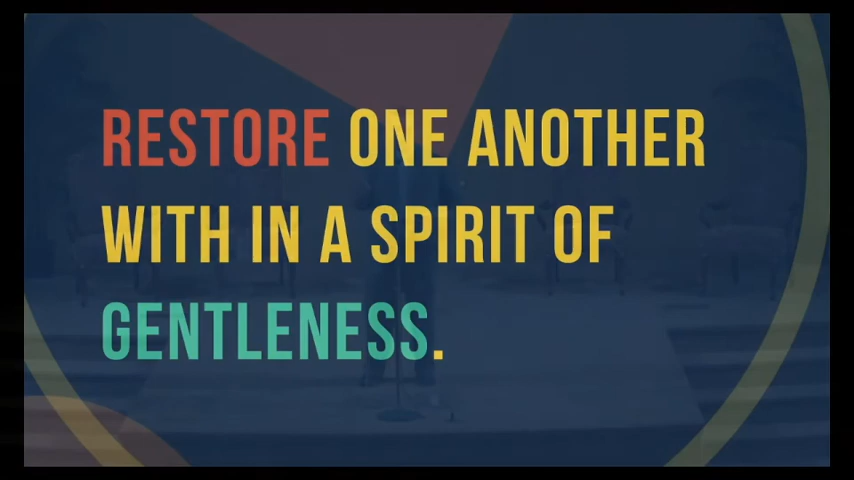 RESTORE ONE ANOTHER
WITH IN A SPIRIT OF
GENTLENESS.